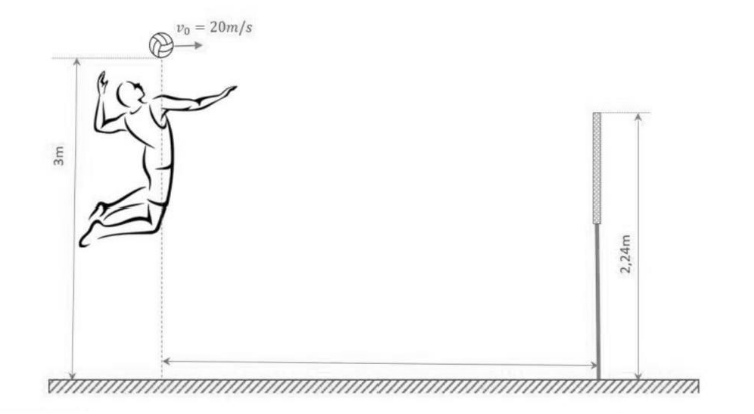 v₀ = 20m/s
3m
2,24m